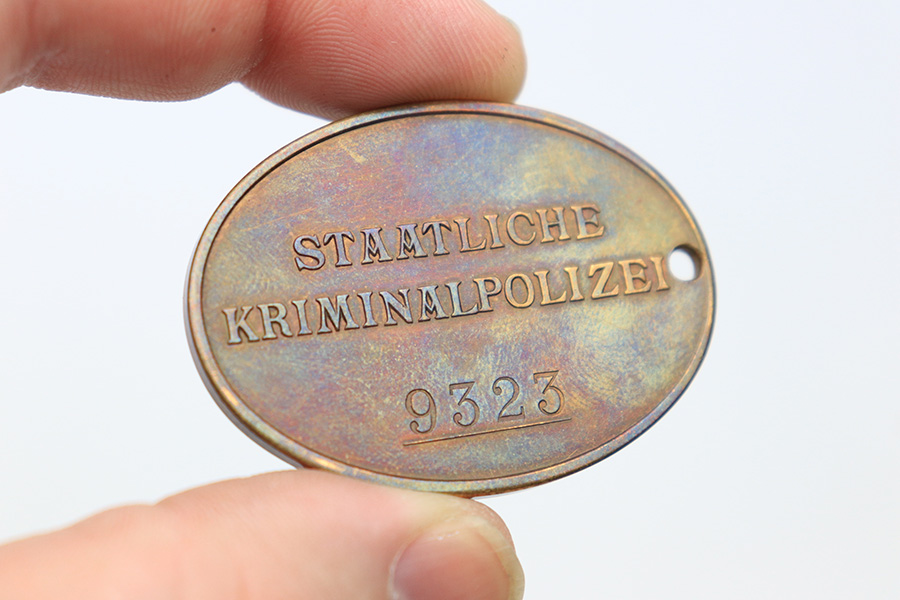 STAATLICHE
KRIMINALPOLIZEI
9323